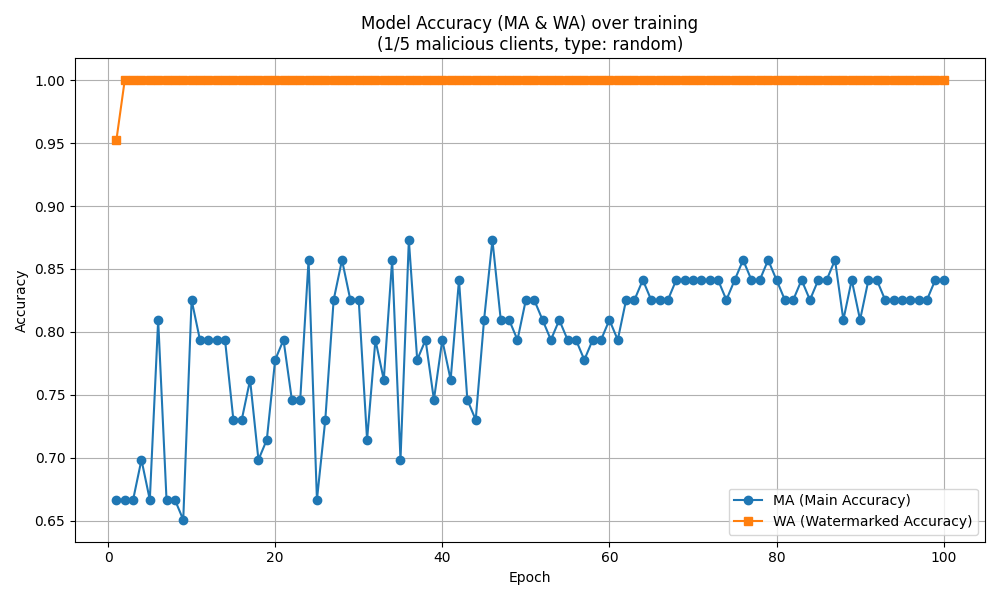 Model Accuracy (MA & WA) over training
(1/5 malicious clients, type: random)
Accuracy
1.00
0.95
0.90
0.85
0.80
0.75
0.70
0.65
0 20 40 60 80 100
Epoch
MA (Main Accuracy)
WA (Watermarked Accuracy)